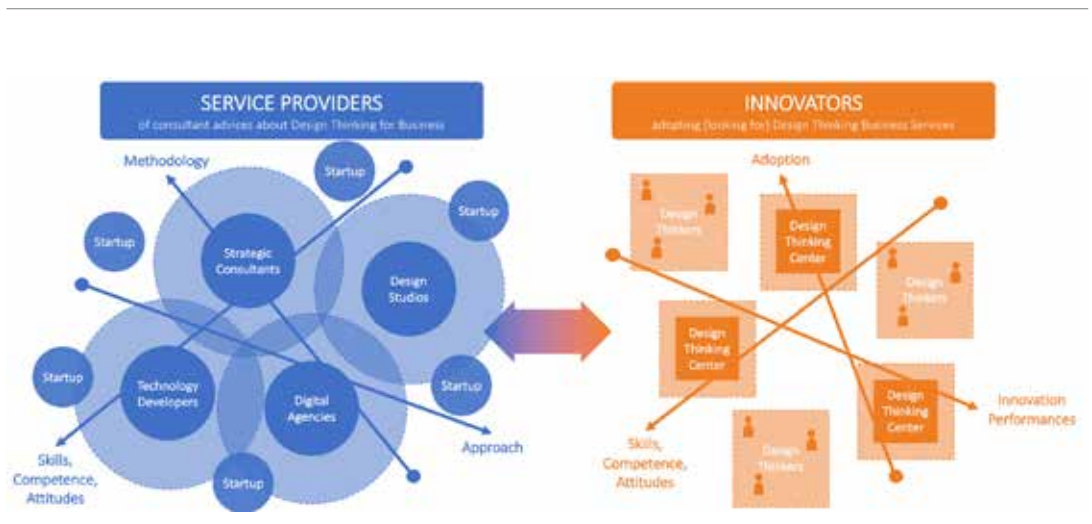 SERVICE PROVIDERS
of consultant advices about Design Thinking for Business
Methodology
Startup
Startup
Startup
Strategic
Consultants
Design
Studios
Startup
Technology
Developers
Digital
Agencies
Startup
Approach
Skills,
Competence,
Attitudes
Startup
INNOVATORS
adopting (looking for) Design Thinking Business Services
Adoption
Design
Thinkers
Design
Thinking
Center
Design
Thinkers
Design
Thinking
Center
Design
Thinking
Center
Innovation
Performances
Skills,
Competence,
Attitudes
Design
Thinkers